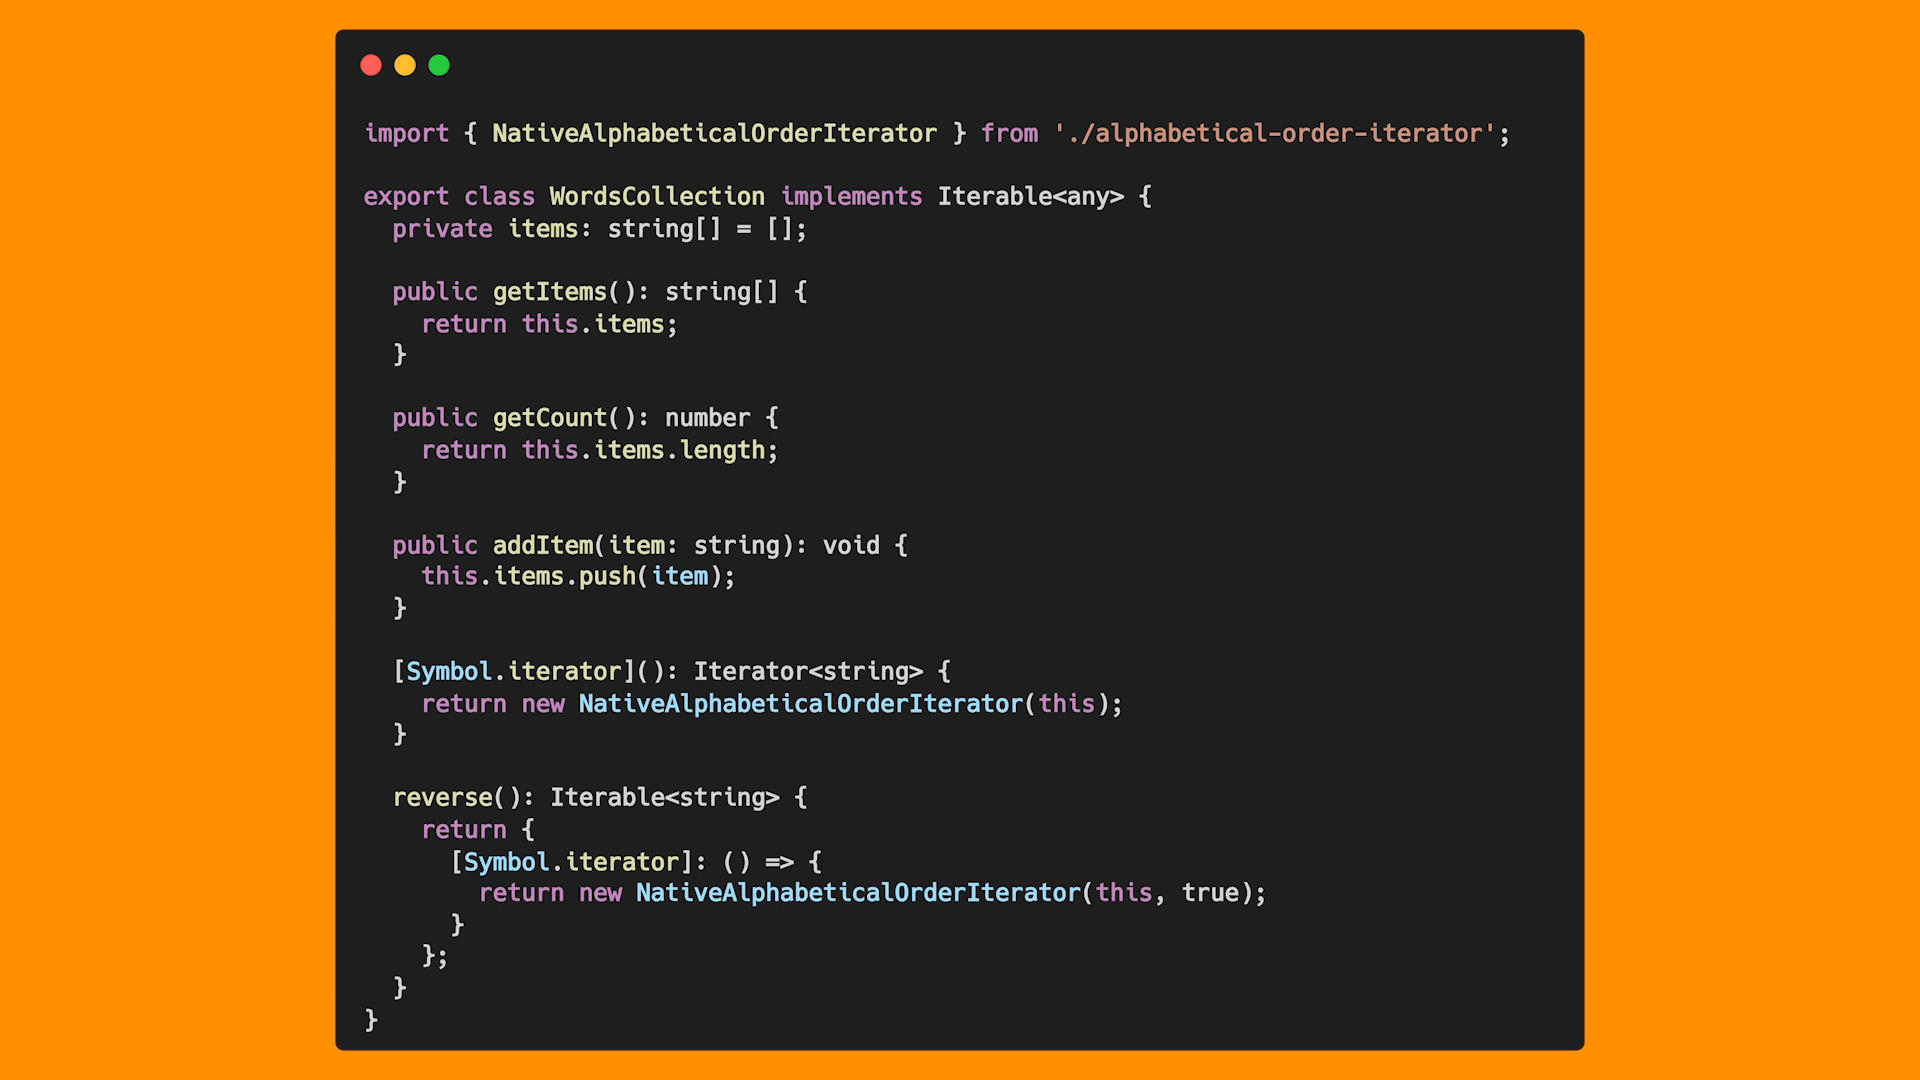 import { NativeAlphabeticalOrderIterator } from './alphabetical-order-iterator';
export class WordsCollection implements Iterable<any> {
  private items: string[] = [];
  public getItems(): string[] {
    return this.items;
  }
  public getCount(): number {
    return this.items.length;
  }
  public addItem(item: string): void {
    this.items.push(item);
  }
  [Symbol.iterator](): Iterator<string> {
    return new NativeAlphabeticalOrderIterator(this);
  }
  reverse(): Iterable<string> {
    return {
      [Symbol.iterator]: () => {
        return new NativeAlphabeticalOrderIterator(this, true);
      }
    };
  }
}